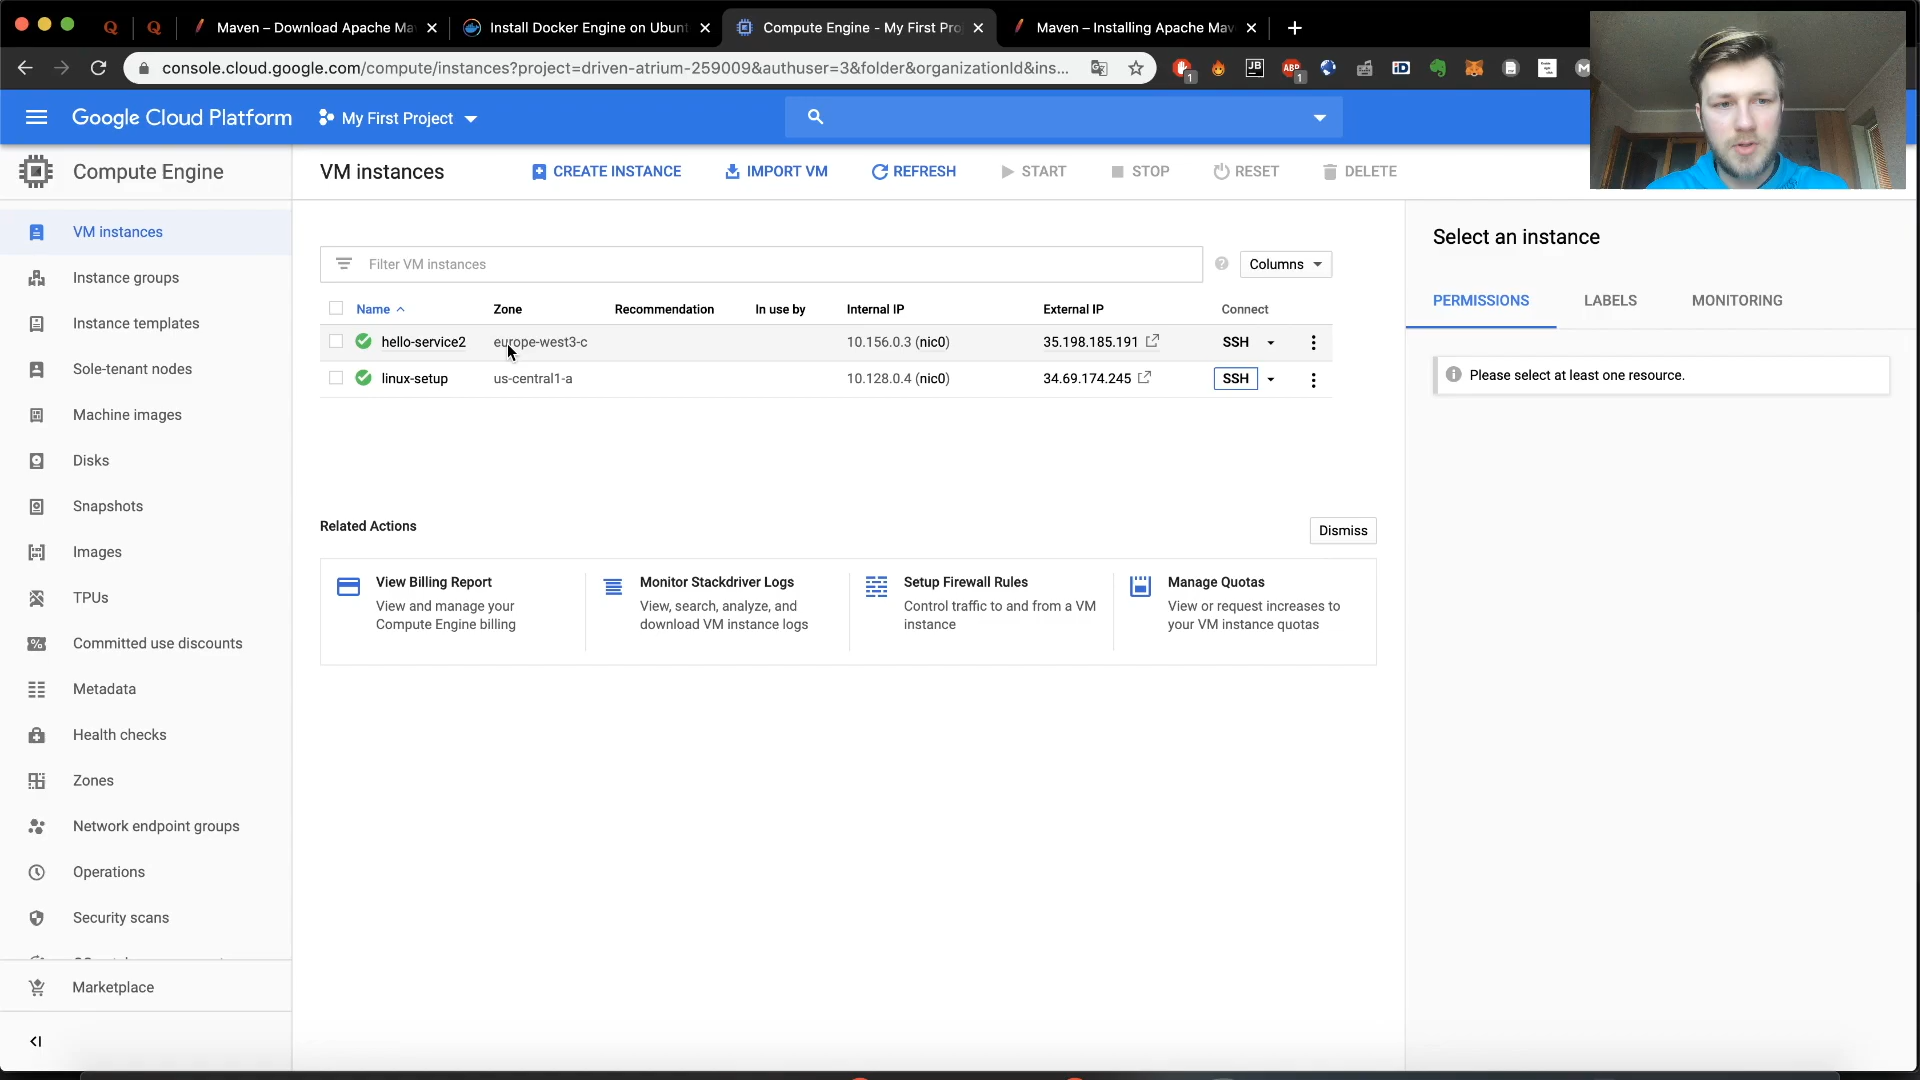 Maven – Download Apache Ma
Install Docker Engine on Ubunt
Compute Engine - My First Pro
Maven – Installing Apache Mav
console.cloud.google.com/compute/instances?project=driven-atrium-259009&authuser=3&folder&organizationId&ins...
Google Cloud Platform
My First Project
Compute Engine
VM instances
CREATE INSTANCE
IMPORT VM
REFRESH
START
STOP
RESET
DELETE
VM instances
Instance groups
Instance templates
Sole-tenant nodes
Machine images
Disks
Snapshots
Images
TPUs
Committed use discounts
Metadata
Health checks
Zones
Network endpoint groups
Operations
Security scans
Marketplace
Filter VM instances
Columns
Name Zone Recommendation In use by Internal IP External IP Connect
hello-service2 europe-west3-c 10.156.0.3 (nic0) 35.198.185.191 SSH
linux-setup us-central1-a 10.128.0.4 (nic0) 34.69.174.245 SSH
Related Actions
Dismiss
View Billing Report
View and manage your
Compute Engine billing
Monitor Stackdriver Logs
View, search, analyze, and
download VM instance logs
Setup Firewall Rules
Control traffic to and from a VM
instance
Manage Quotas
View or request increases to
your VM instance quotas
Select an instance
PERMISSIONS
LABELS
MONITORING
Please select at least one resource.